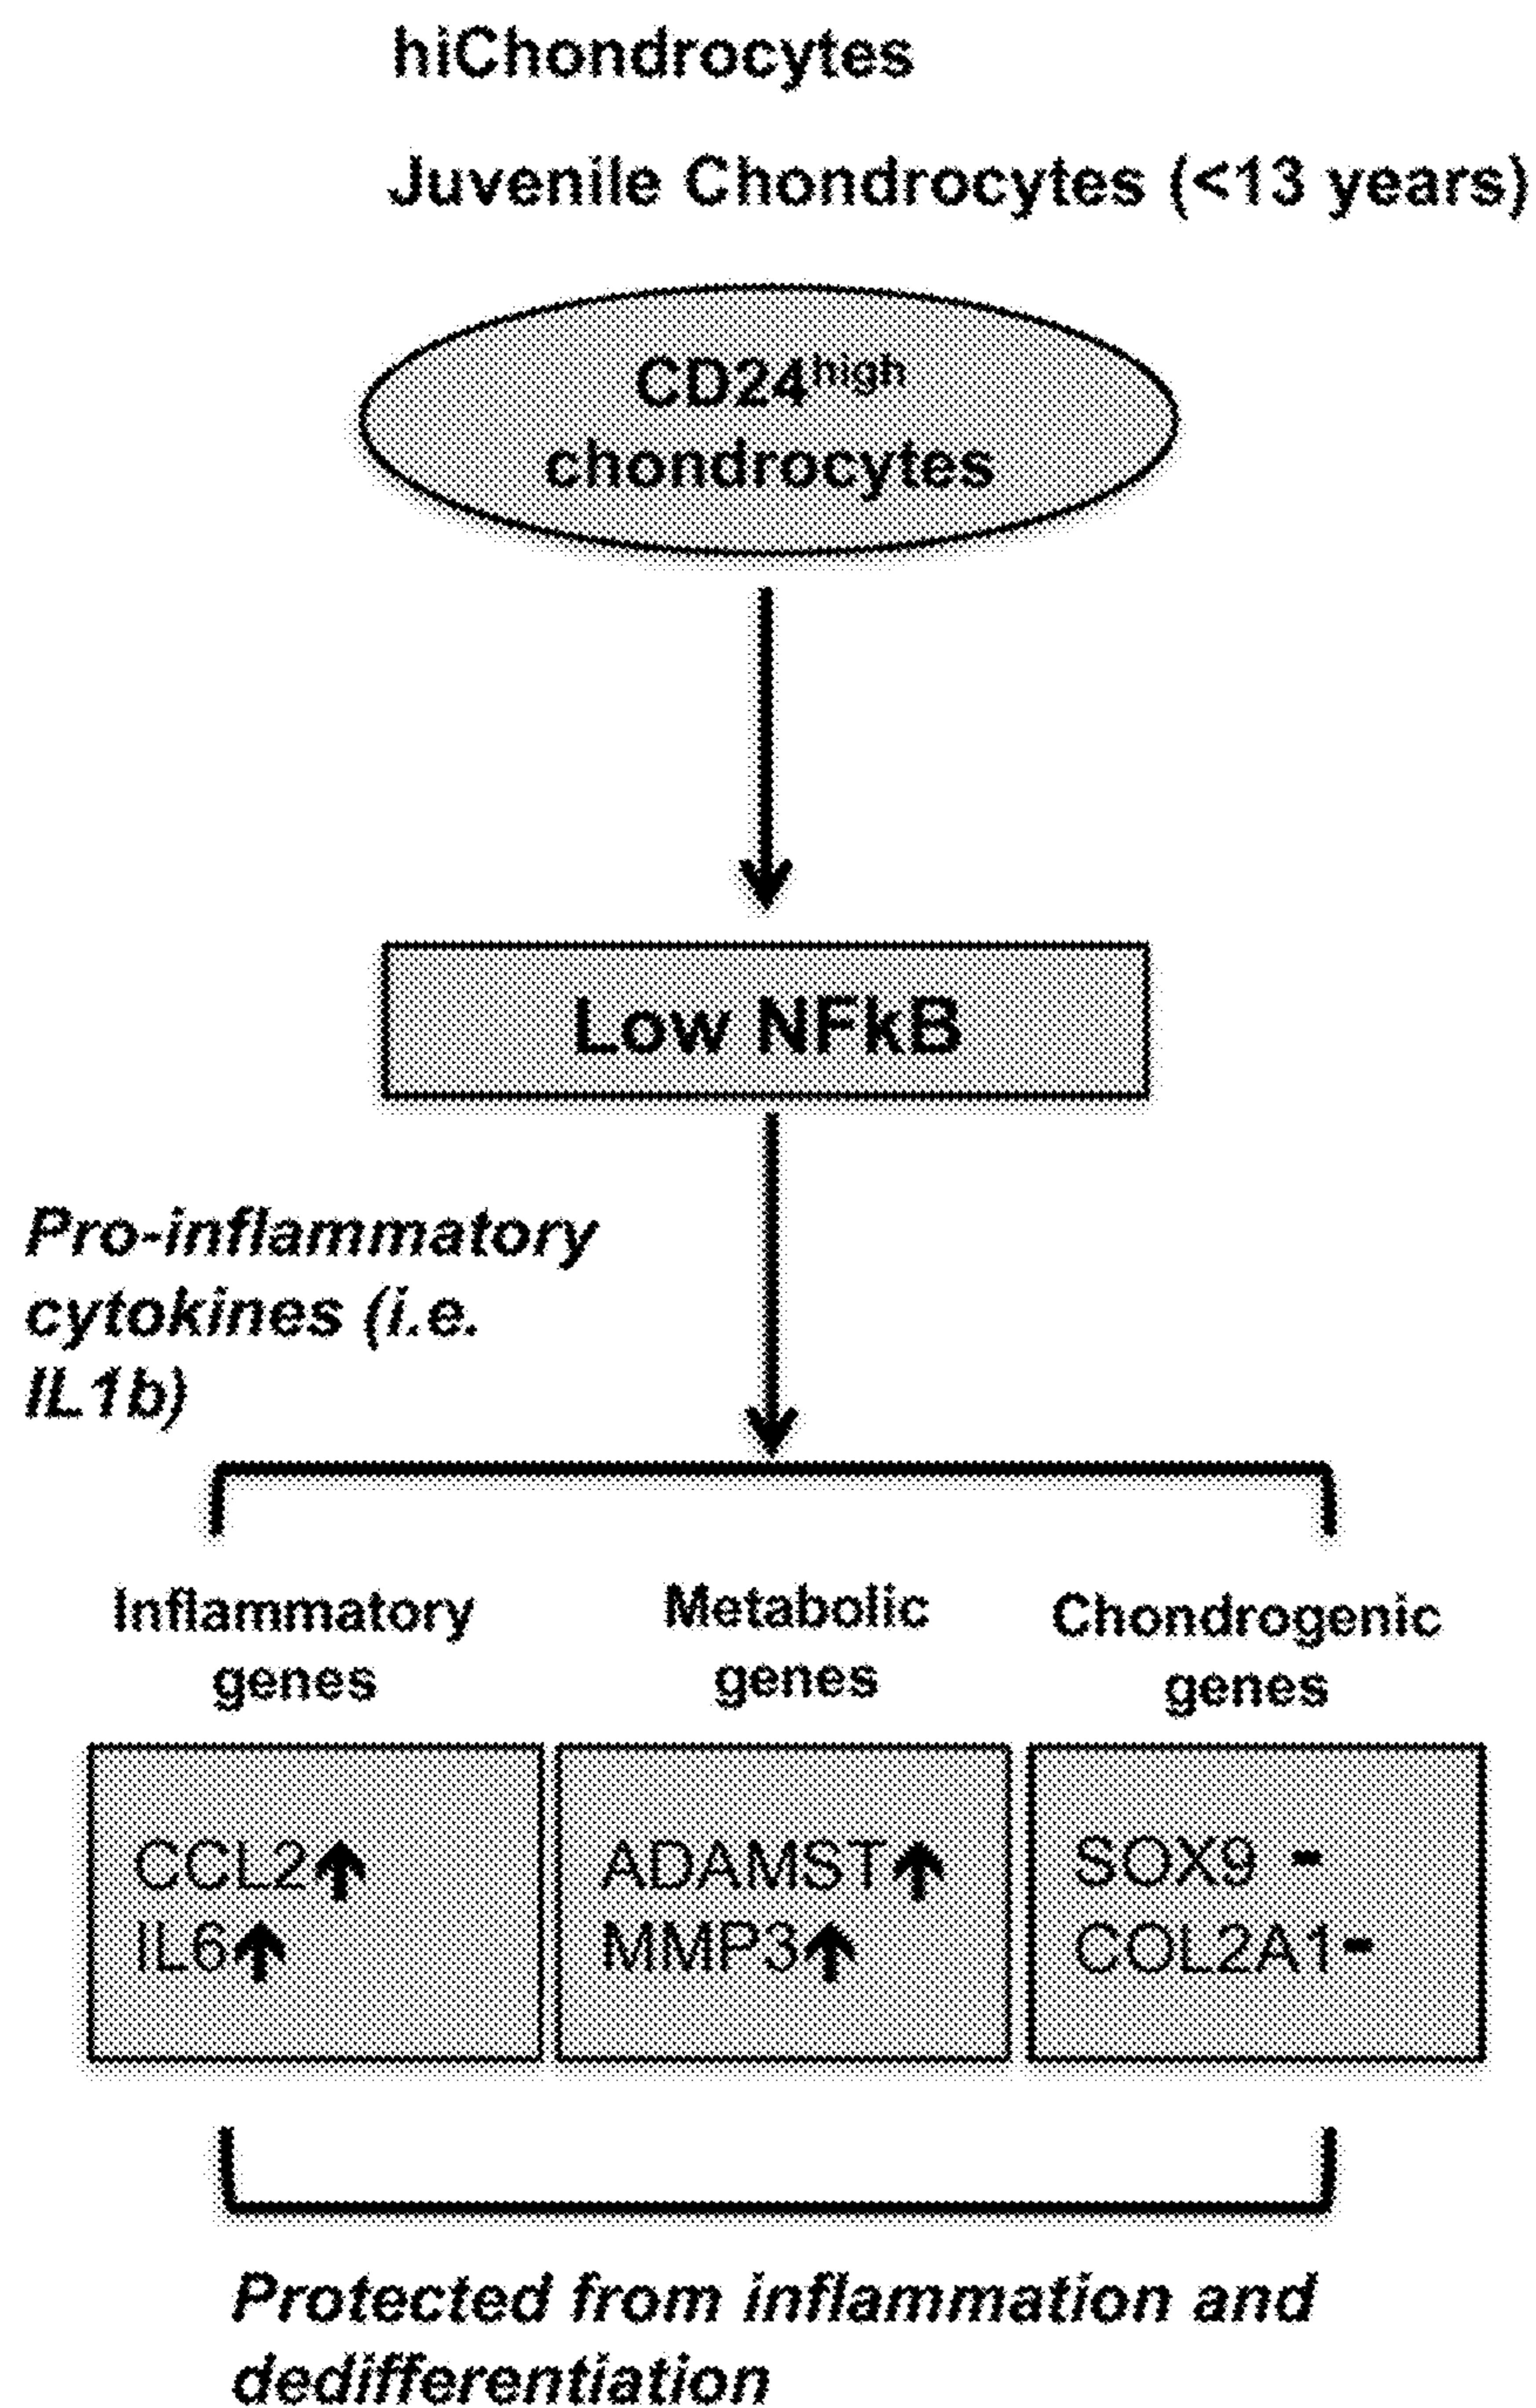 hiChondrocytes
Juvenile Chondrocytes (<13 years)
CD24high
chondrocytes
Low NFkB
Pro-inflammatory
cytokines (i.e.
IL1b)
Inflammatory
genes
Metabolic
genes
Chondrogenic
genes
CCL2↑
IL6↑
ADAMST↑
MMP3↑
SOX9 -
COL2A1-
Protected from inflammation and
dedifferentiation